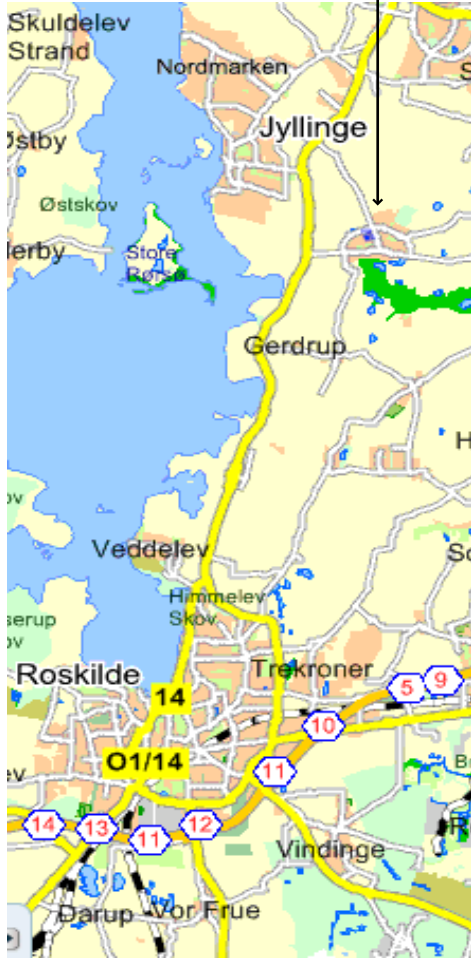 Skuldelev
Strand
Nordmarken
Jyllinge
Østby
Østskov
Store
Rørsø
Gerdrup
H
Veddelev
Himmelev
Skov
Roskilde
Trekroner
14
5
9
10
O1/14
11
14
13
11
12
Vindinge
Darup
Vor Frue